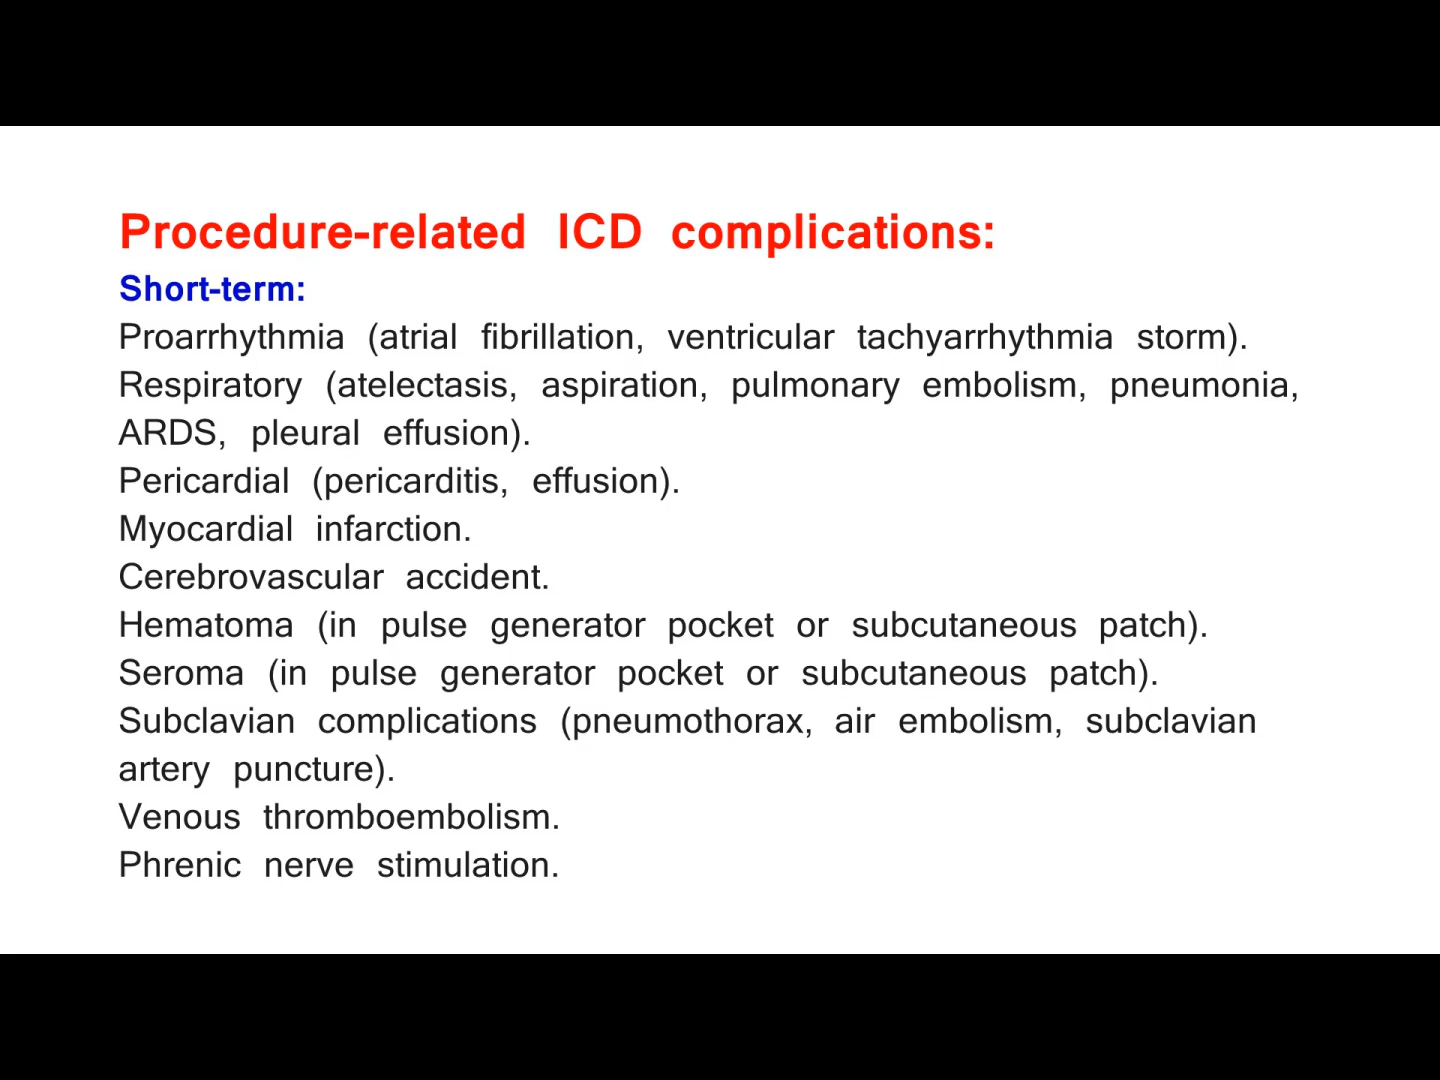 Procedure-related ICD complications:
Short-term:
Proarrhythmia (atrial fibrillation, ventricular tachyarrhythmia storm).
Respiratory (atelectasis, aspiration, pulmonary embolism, pneumonia,
ARDS, pleural effusion).
Pericardial (pericarditis, effusion).
Myocardial infarction.
Cerebrovascular accident.
Hematoma (in pulse generator pocket or subcutaneous patch).
Seroma (in pulse generator pocket or subcutaneous patch).
Subclavian complications (pneumothorax, air embolism, subclavian
artery puncture).
Venous thromboembolism.
Phrenic nerve stimulation.